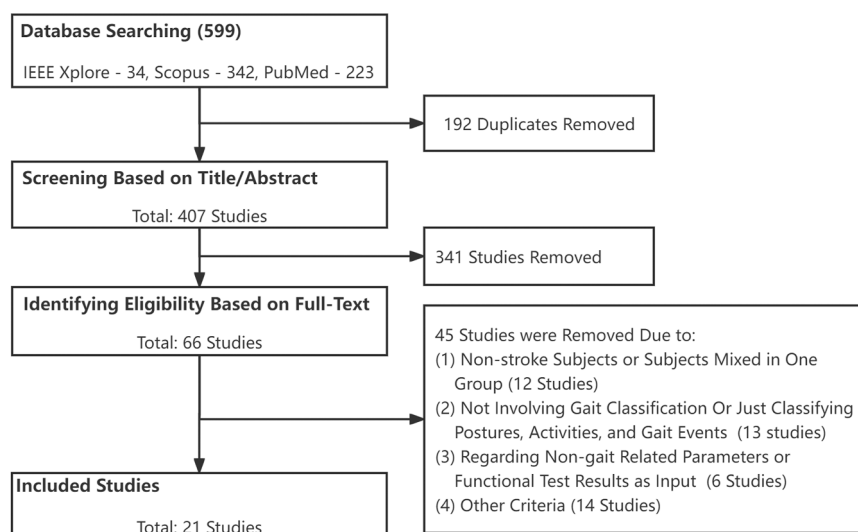 Database Searching (599)
IEEE Xplore - 34, Scopus - 342, PubMed - 223
192 Duplicates Removed
Screening Based on Title/Abstract
Total: 407 Studies
341 Studies Removed
Identifying Eligibility Based on Full-Text
Total: 66 Studies
45 Studies were Removed Due to:
(1) Non-stroke Subjects or Subjects Mixed in One
Group (12 Studies)
(2) Not Involving Gait Classification Or Just Classifying
Postures, Activities, and Gait Events (13 studies)
(3) Regarding Non-gait Related Parameters or
Functional Test Results as Input (6 Studies)
(4) Other Criteria (14 Studies)
Included Studies
Total: 21 Studies